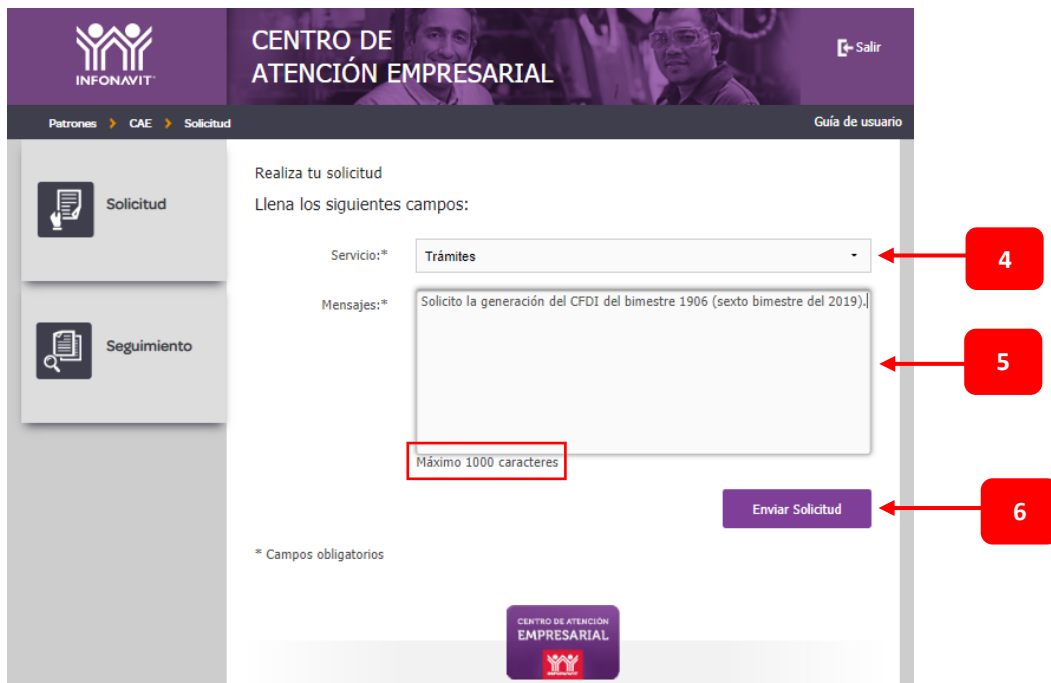 INFONAVIT
CENTRO DE
ATENCIÓN EMPRESARIAL
Salir
Patrones > CAE > Solicitud
Guía de usuario
Solicitud
Seguimiento
Realiza tu solicitud
Llena los siguientes campos:
Servicio:*
Trámites
4
Mensajes:*
Solicito la generación del CFDI del bimestre 1906 (sexto bimestre del 2019).
5
Máximo 1000 caracteres
Enviar Solicitud
6
* Campos obligatorios
CENTRO DE ATENCIÓN
EMPRESARIAL
INFONAVIT